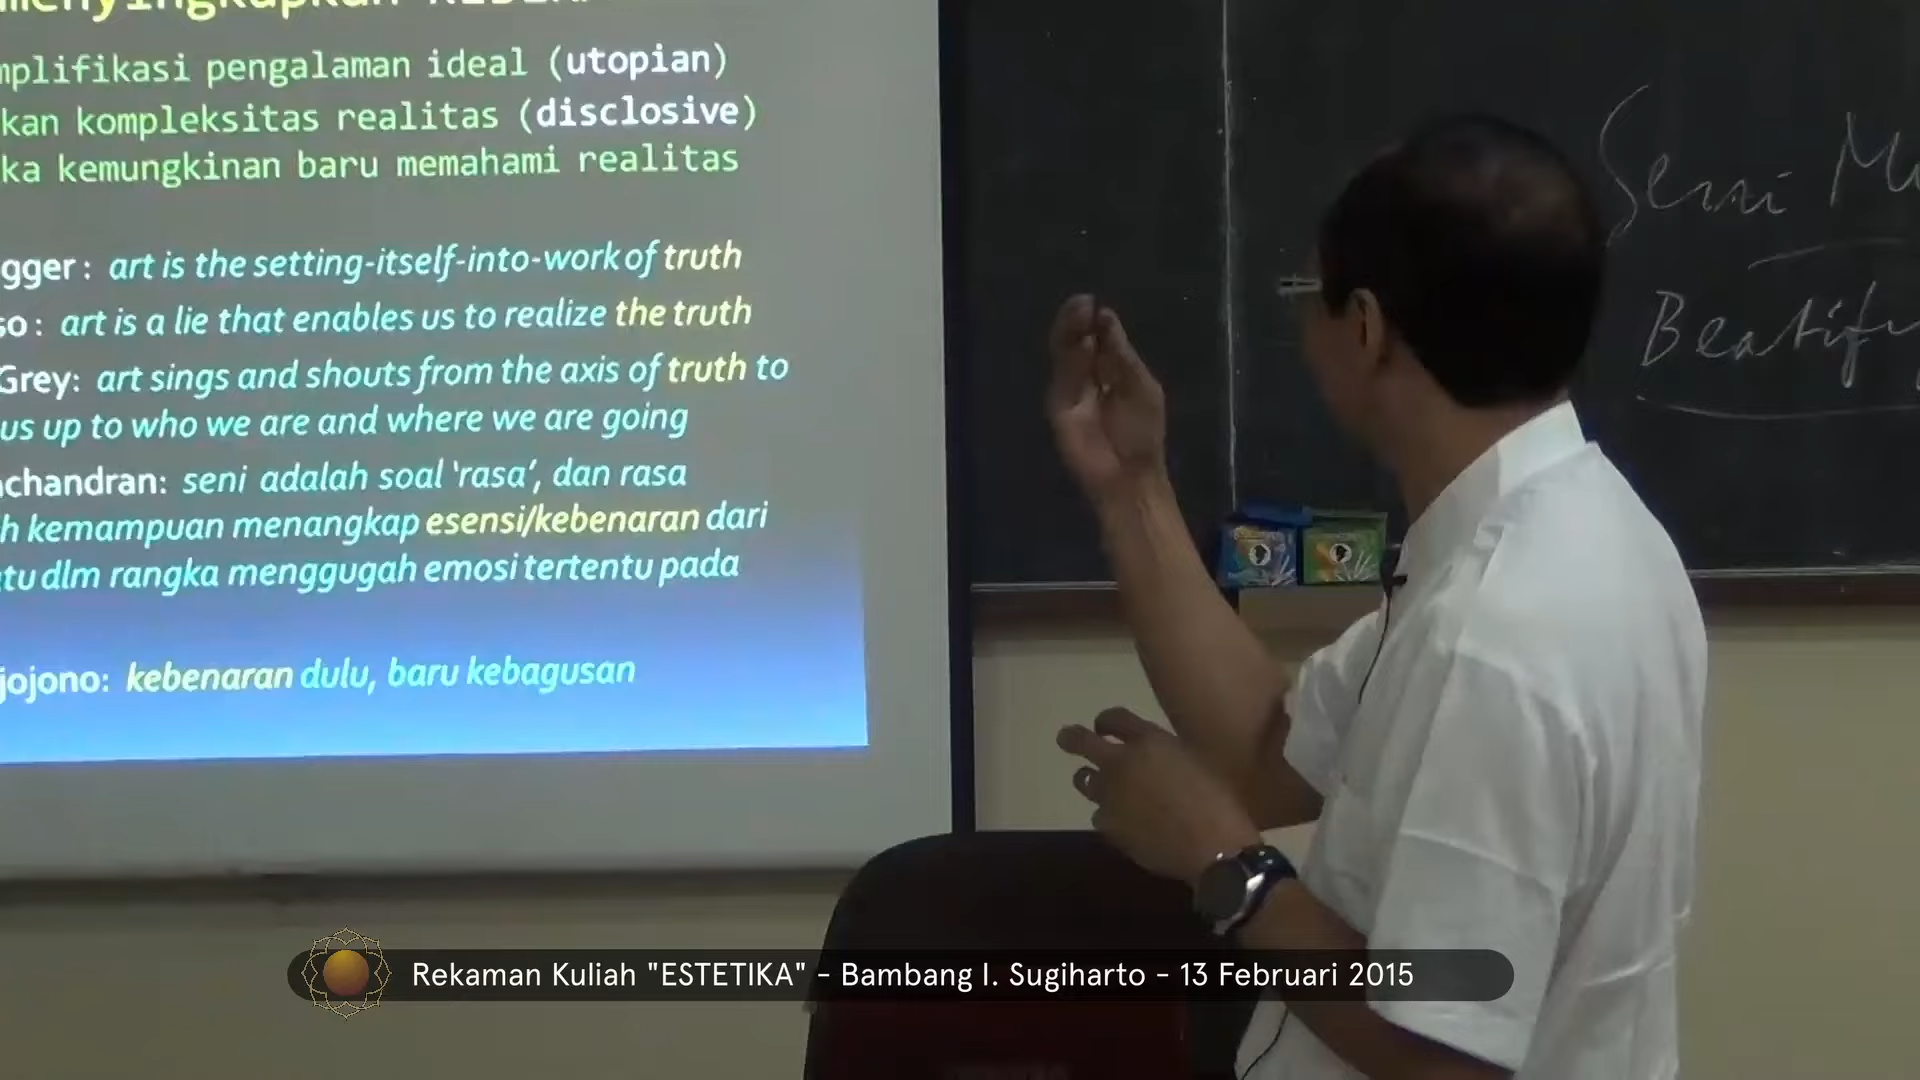 mplifikasi pengalaman ideal (utopian)
kan kompleksitas realitas (disclosive)
ka kemungkinan baru memahami realitas
gger : art is the setting-itself-into-work of truth
so : art is a lie that enables us to realize the truth
Grey: art sings and shouts from the axis of truth to
us up to who we are and where we are going
chandran: seni adalah soal 'rasa', dan rasa
h kemampuan menangkap esensi/kebenaran dari
tu dlm rangka menggugah emosi tertentu pada
jojono: kebenaran dulu, baru kebagusan
Seni M
Beatify
Rekaman Kuliah "ESTETIKA" - Bambang I. Sugiharto - 13 Februari 2015